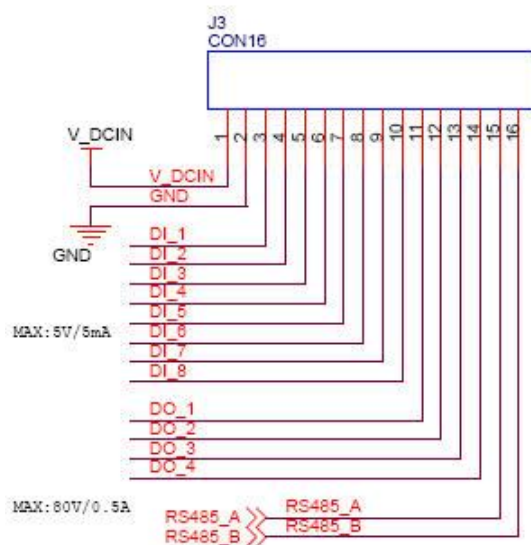 J3
CON16
1 2 3 4 5 6 7 8 9 10 11 12 13 14 15 16
V_DCIN
V_DCIN
GND
GND
DI_1
DI_2
DI_3
DI_4
DI_5
MAX:5V/5mA
DI_6
DI_7
DI_8
DO_1
DO_2
DO_3
DO_4
MAX:80V/0.5A
RS485_A RS485_A
RS485_B RS485_B